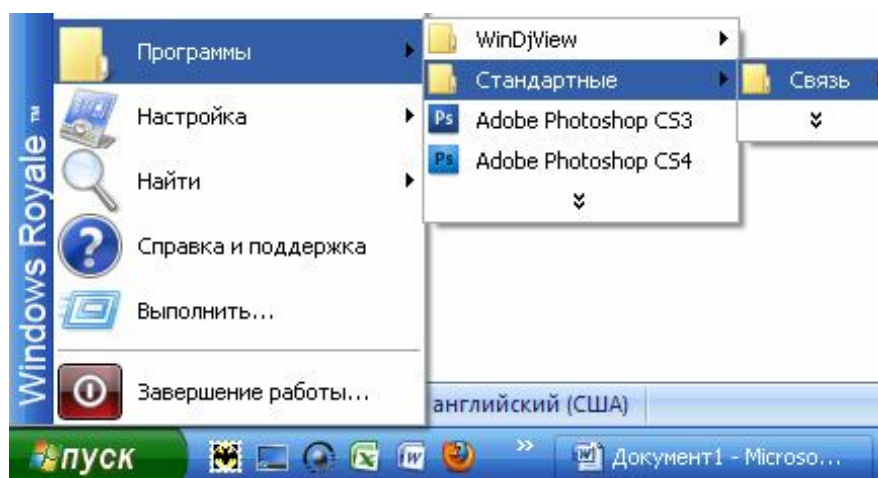 Программы
Настройка
Найти
Справка и поддержка
Выполнить...
Завершение работы...
Windows Royale ™
WinDjView
Стандартные
Adobe Photoshop CS3
Adobe Photoshop CS4
Связь
английский (США)
пуск
Документ1 - Microso...